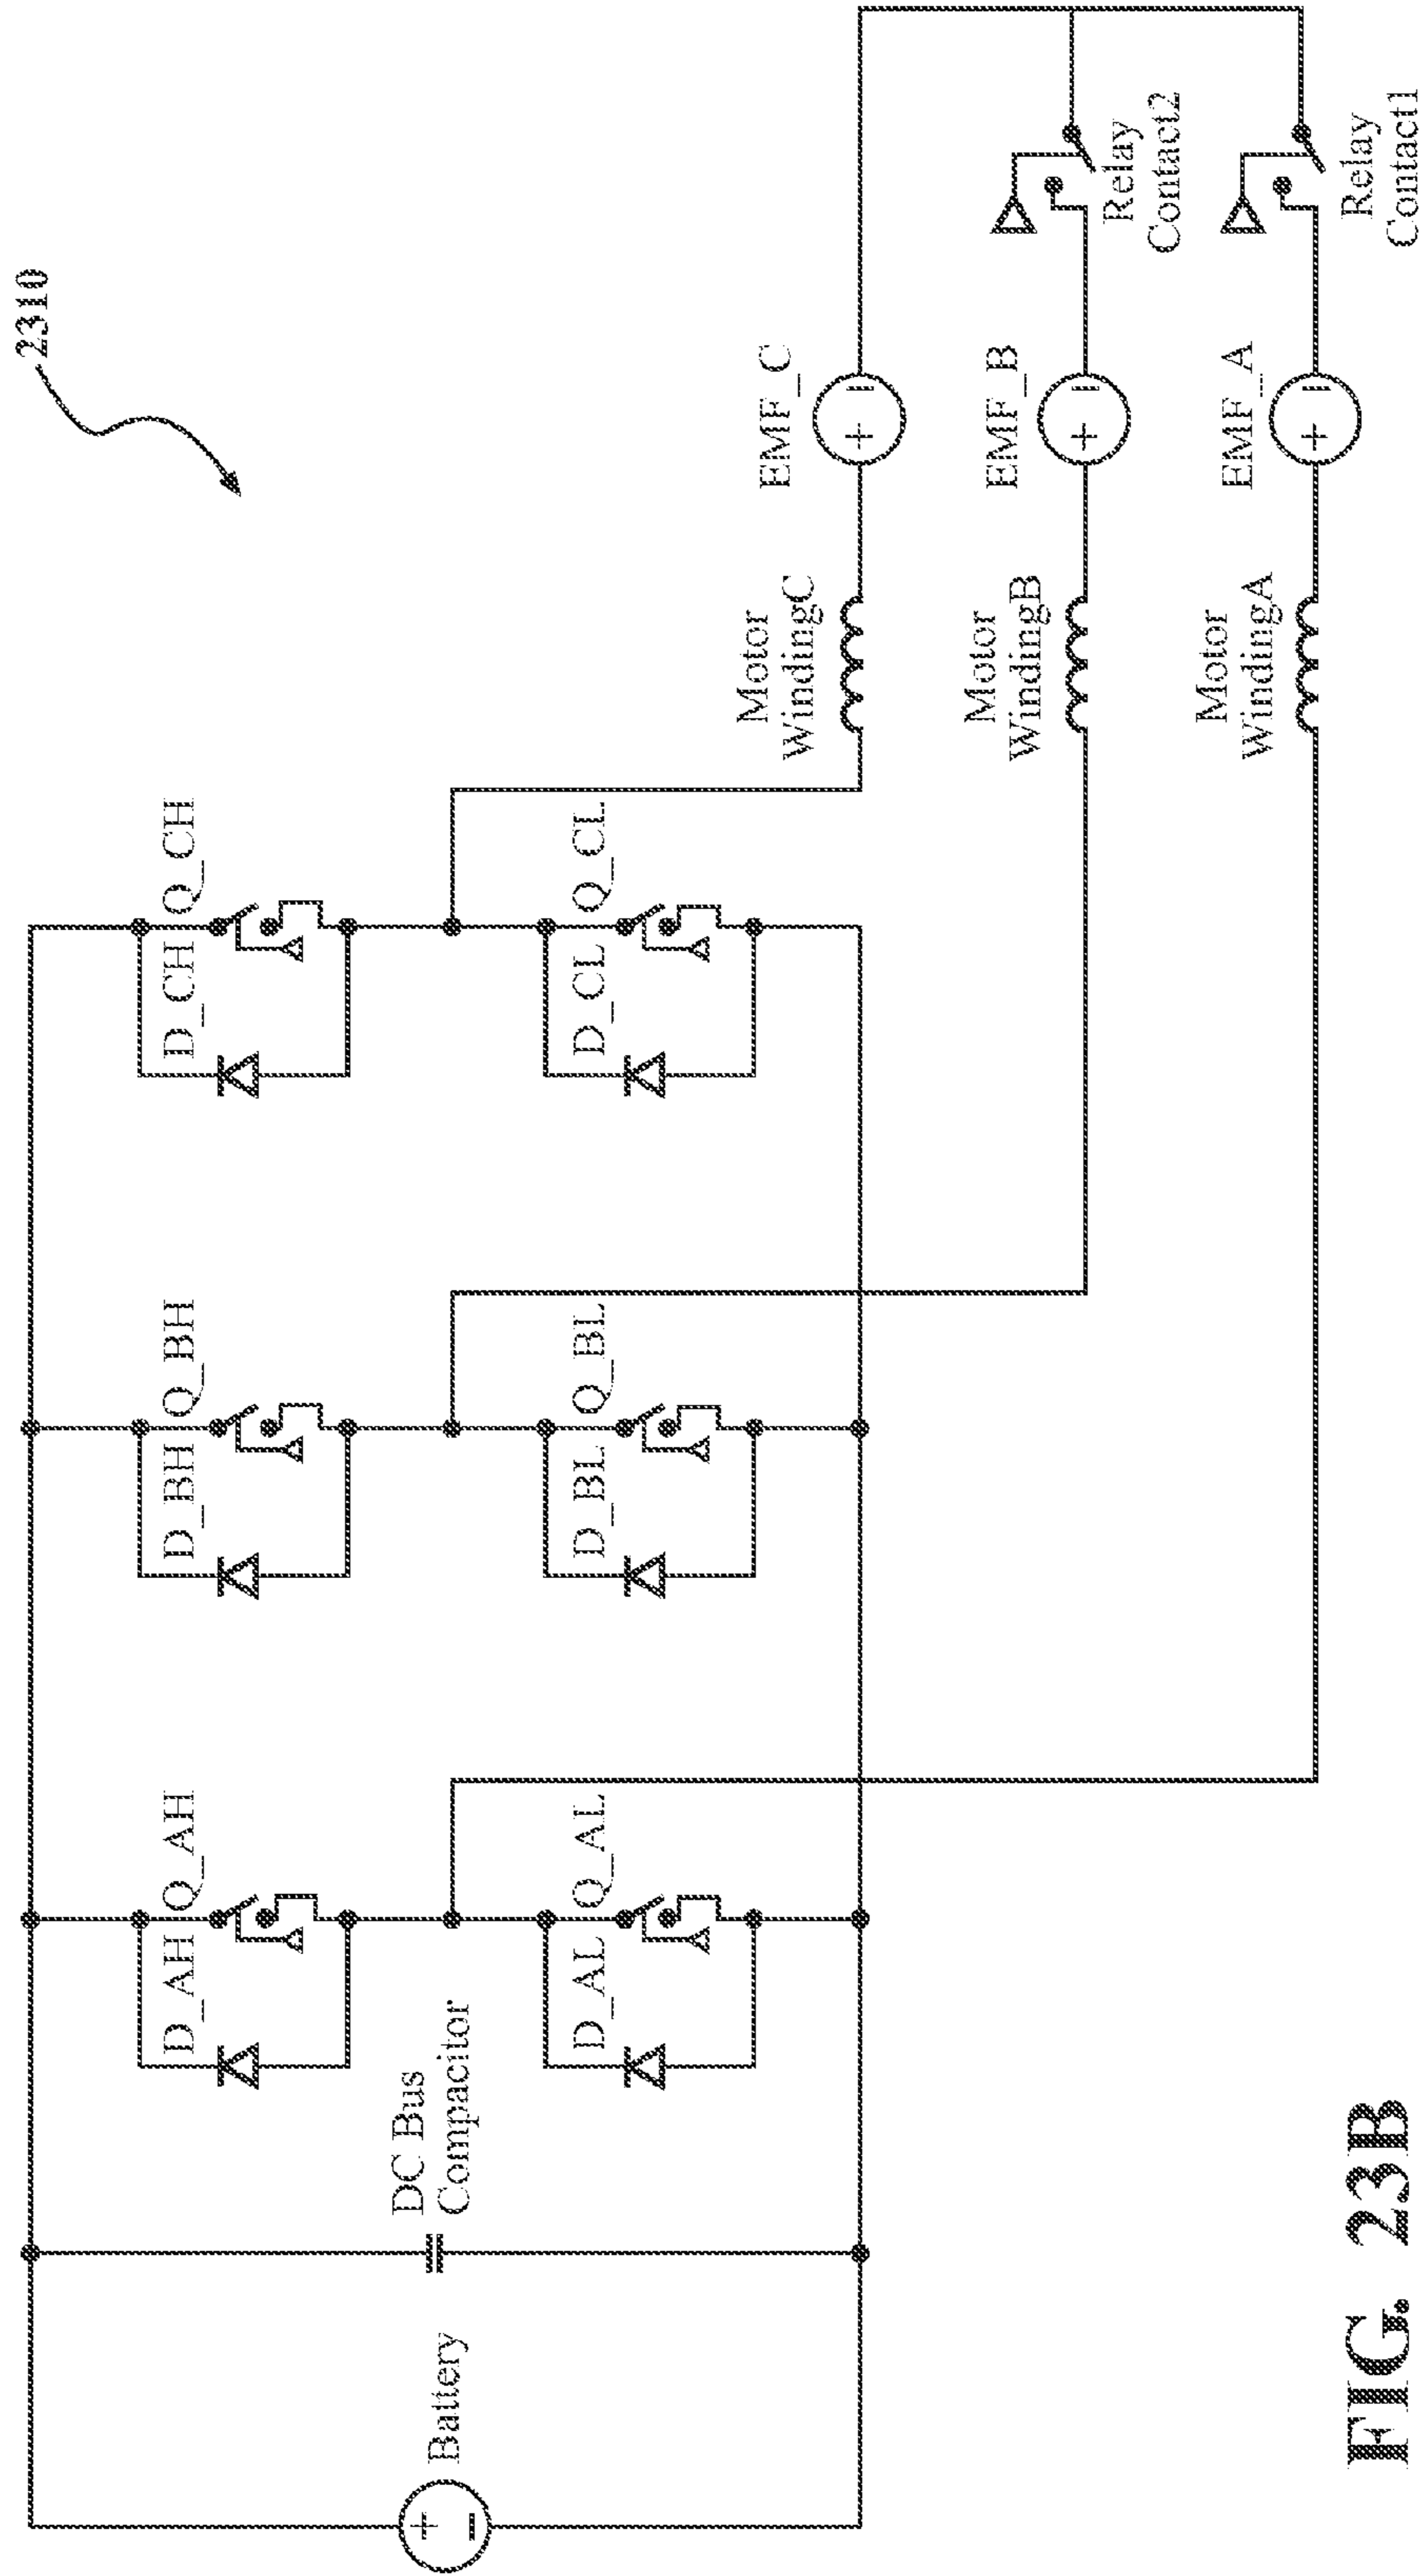 2310
D_AH
Q_AH
D_BH
Q_BH
D_CH
Q_CH
Battery
+
−
DC Bus
Compacitor
D_AL
Q_AL
D_BL
Q_BL
D_CL
Q_CL
Motor
WindingC
EMF_C
+
−
Motor
WindingB
EMF_B
+
−
Relay
Contact2
Motor
WindingA
EMF_A
+
−
Relay
Contact1
FIG. 23B